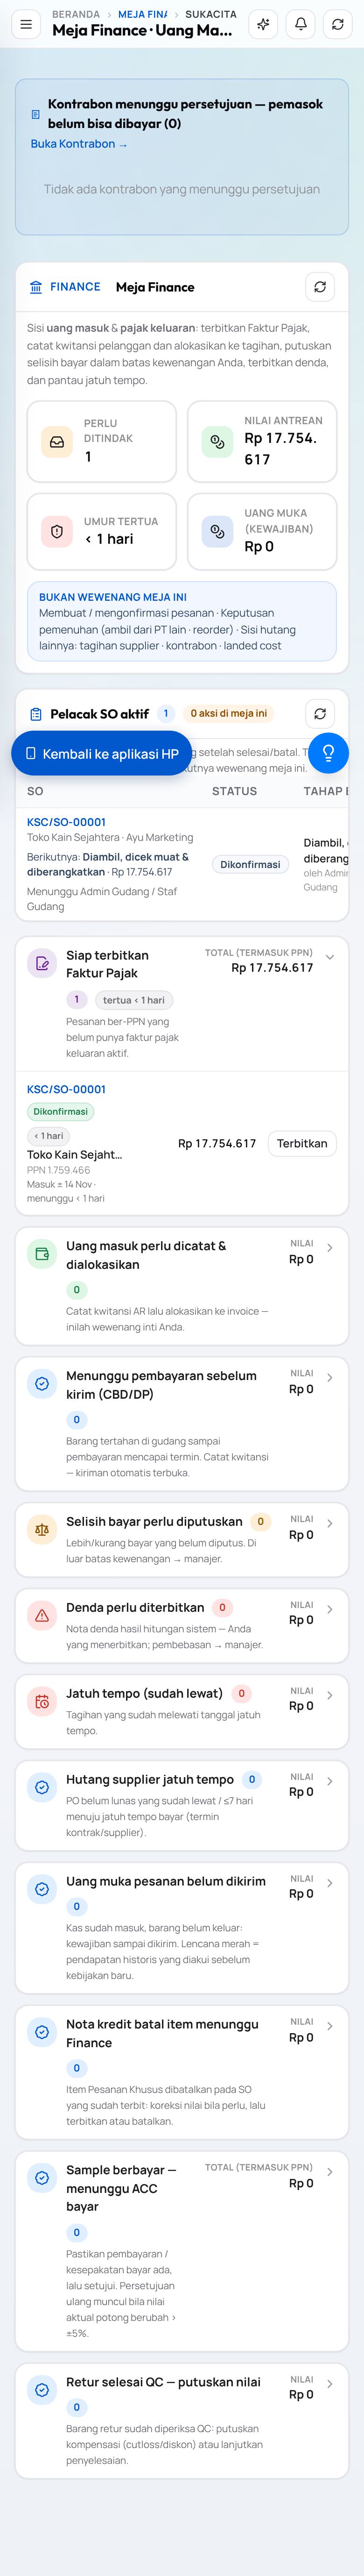 BERANDA > MEJA FIN > SUKACITA
Meja Finance · Uang Ma...
Kontrabon menunggu persetujuan — pemasok
belum bisa dibayar (0)
Buka Kontrabon →
Tidak ada kontrabon yang menunggu persetujuan
FINANCE Meja Finance
Sisi uang masuk & pajak keluaran: terbitkan Faktur Pajak,
catat kwitansi pelanggan dan alokasikan ke tagihan, putuskan
selisih bayar dalam batas kewenangan Anda, terbitkan denda,
dan pantau jatuh tempo.
PERLU
DITINDAK
1
NILAI ANTREAN
Rp 17.754.
617
UMUR TERTUA
< 1 hari
UANG MUKA
(KEWAJIBAN)
Rp 0
BUKAN WEWENANG MEJA INI
Membuat / mengonfirmasi pesanan · Keputusan
pemenuhan (ambil dari PT lain · reorder) · Sisi hutang
lainnya: tagihan supplier · kontrabon · landed cost
Pelacak SO aktif 1 0 aksi di meja ini
Kembali ke aplikasi HP
setelah selesai/batal.
wewenang meja ini.
SO STATUS TAHAP
KSC/SO-00001
Toko Kain Sejahtera · Ayu Marketing
Berikutnya: Diambil, dicek muat &
diberangkatkan · Rp 17.754.617
Menunggu Admin Gudang / Staf
Gudang
Dikonfirmasi
Diambil,
diberang
oleh Admin
Gudang
Siap terbitkan
Faktur Pajak
1 tertua < 1 hari
Pesanan ber-PPN yang
belum punya faktur pajak
keluaran aktif.
TOTAL (TERMASUK PPN)
Rp 17.754.617
KSC/SO-00001
Dikonfirmasi
< 1 hari
Toko Kain Sejaht...
PPN 1.759.466
Masuk ± 14 Nov ·
menunggu < 1 hari
Rp 17.754.617 Terbitkan
Uang masuk perlu dicatat &
dialokasikan
0
Catat kwitansi AR lalu alokasikan ke invoice —
inilah wewenang inti Anda.
NILAI
Rp 0
Menunggu pembayaran sebelum
kirim (CBD/DP)
0
Barang tertahan di gudang sampai
pembayaran mencapai termin. Catat kwitansi
— kiriman otomatis terbuka.
NILAI
Rp 0
Selisih bayar perlu diputuskan 0
Lebih/kurang bayar yang belum diputus. Di
luar batas kewenangan → manajer.
NILAI
Rp 0
Denda perlu diterbitkan 0
Nota denda hasil hitungan sistem — Anda
yang menerbitkan; pembebasan → manajer.
NILAI
Rp 0
Jatuh tempo (sudah lewat) 0
Tagihan yang sudah melewati tanggal jatuh
tempo.
NILAI
Rp 0
Hutang supplier jatuh tempo 0
PO belum lunas yang sudah lewat / ≤7 hari
menuju jatuh tempo bayar (termin
kontrak/supplier).
NILAI
Rp 0
Uang muka pesanan belum dikirim
0
Kas sudah masuk, barang belum keluar:
kewajiban sampai dikirim. Lencana merah =
pendapatan historis yang diakui sebelum
kebijakan baru.
NILAI
Rp 0
Nota kredit batal item menunggu
Finance
0
Item Pesanan Khusus dibatalkan pada SO
yang sudah terbit: koreksi nilai bila perlu, lalu
terbitkan atau batalkan.
NILAI
Rp 0
Sample berbayar —
menunggu ACC
bayar
0
Pastikan pembayaran /
kesepakatan bayar ada,
lalu setujui. Persetujuan
ulang muncul bila nilai
aktual potong berubah >
±5%.
TOTAL (TERMASUK PPN)
Rp 0
Retur selesai QC — putuskan nilai
0
Barang retur sudah diperiksa QC: putuskan
kompensasi (cutloss/diskon) atau lanjutkan
penyelesaian.
NILAI
Rp 0